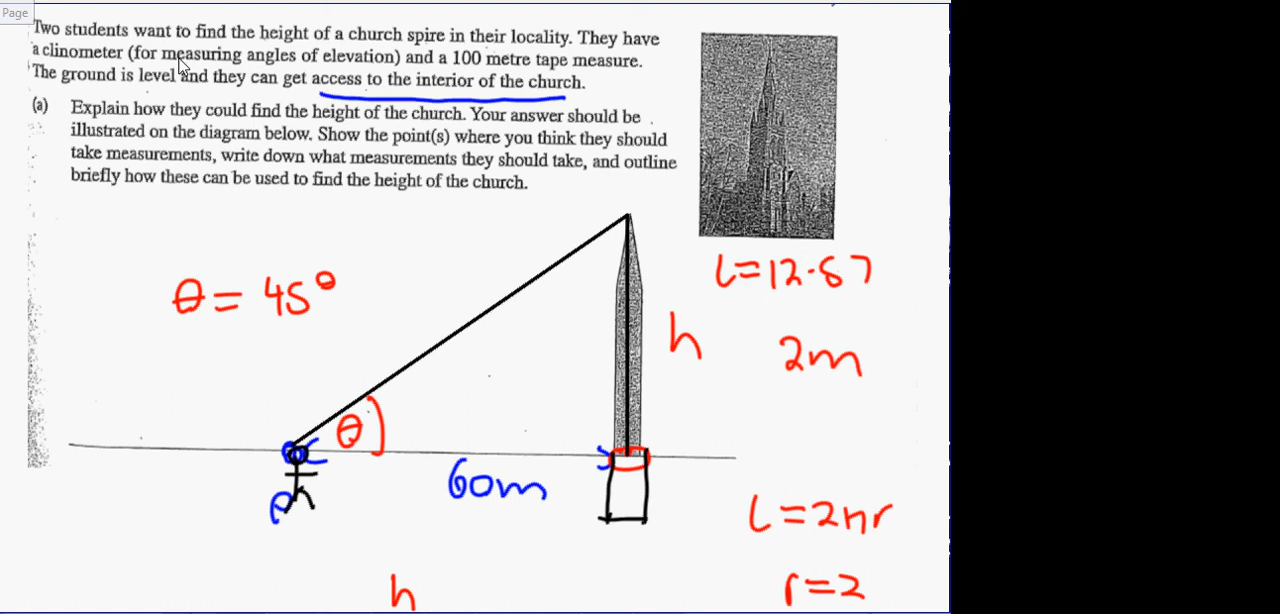 Page
Two students want to find the height of a church spire in their locality. They have
a clinometer (for measuring angles of elevation) and a 100 metre tape measure.
The ground is level and they can get access to the interior of the church.
(a) Explain how they could find the height of the church. Your answer should be
illustrated on the diagram below. Show the point(s) where you think they should
take measurements, write down what measurements they should take, and outline
briefly how these can be used to find the height of the church.
θ = 45°
l=12.57
h
2m
θ
60m
l=2πr
h
r=2